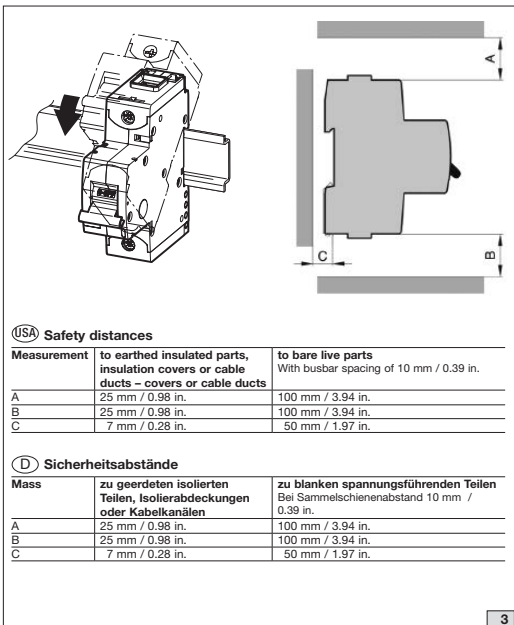 A
C
B
USA Safety distances
Measurement to earthed insulated parts, to bare live parts
insulation covers or cable With busbar spacing of 10 mm / 0.39 in.
ducts – covers or cable ducts
A 25 mm / 0.98 in. 100 mm / 3.94 in.
B 25 mm / 0.98 in. 100 mm / 3.94 in.
C 7 mm / 0.28 in. 50 mm / 1.97 in.
D Sicherheitsabstände
Mass zu geerdeten isolierten zu blanken spannungsführenden Teilen
Teilen, Isolierabdeckungen Bei Sammelschienenabstand 10 mm /
oder Kabelkanälen 0.39 in.
A 25 mm / 0.98 in. 100 mm / 3.94 in.
B 25 mm / 0.98 in. 100 mm / 3.94 in.
C 7 mm / 0.28 in. 50 mm / 1.97 in.
3